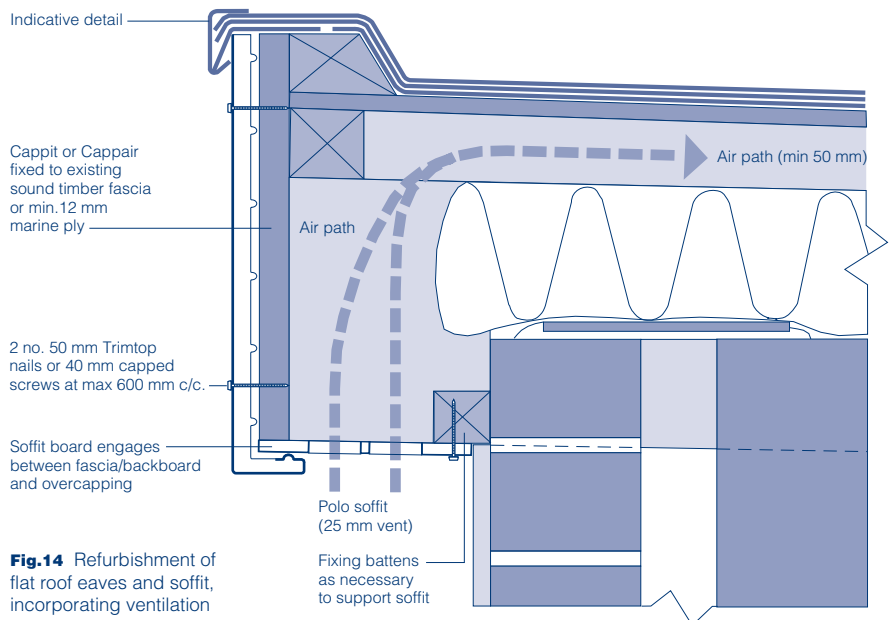 Indicative detail
Cappit or Cappair
fixed to existing
sound timber fascia
or min.12 mm
marine ply
Air path (min 50 mm)
Air path
2 no. 50 mm Trimtop
nails or 40 mm capped
screws at max 600 mm c/c.
Soffit board engages
between fascia/backboard
and overcapping
Polo soffit
(25 mm vent)
Fixing battens
as necessary
to support soffit
Fig.14 Refurbishment of
flat roof eaves and soffit,
incorporating ventilation